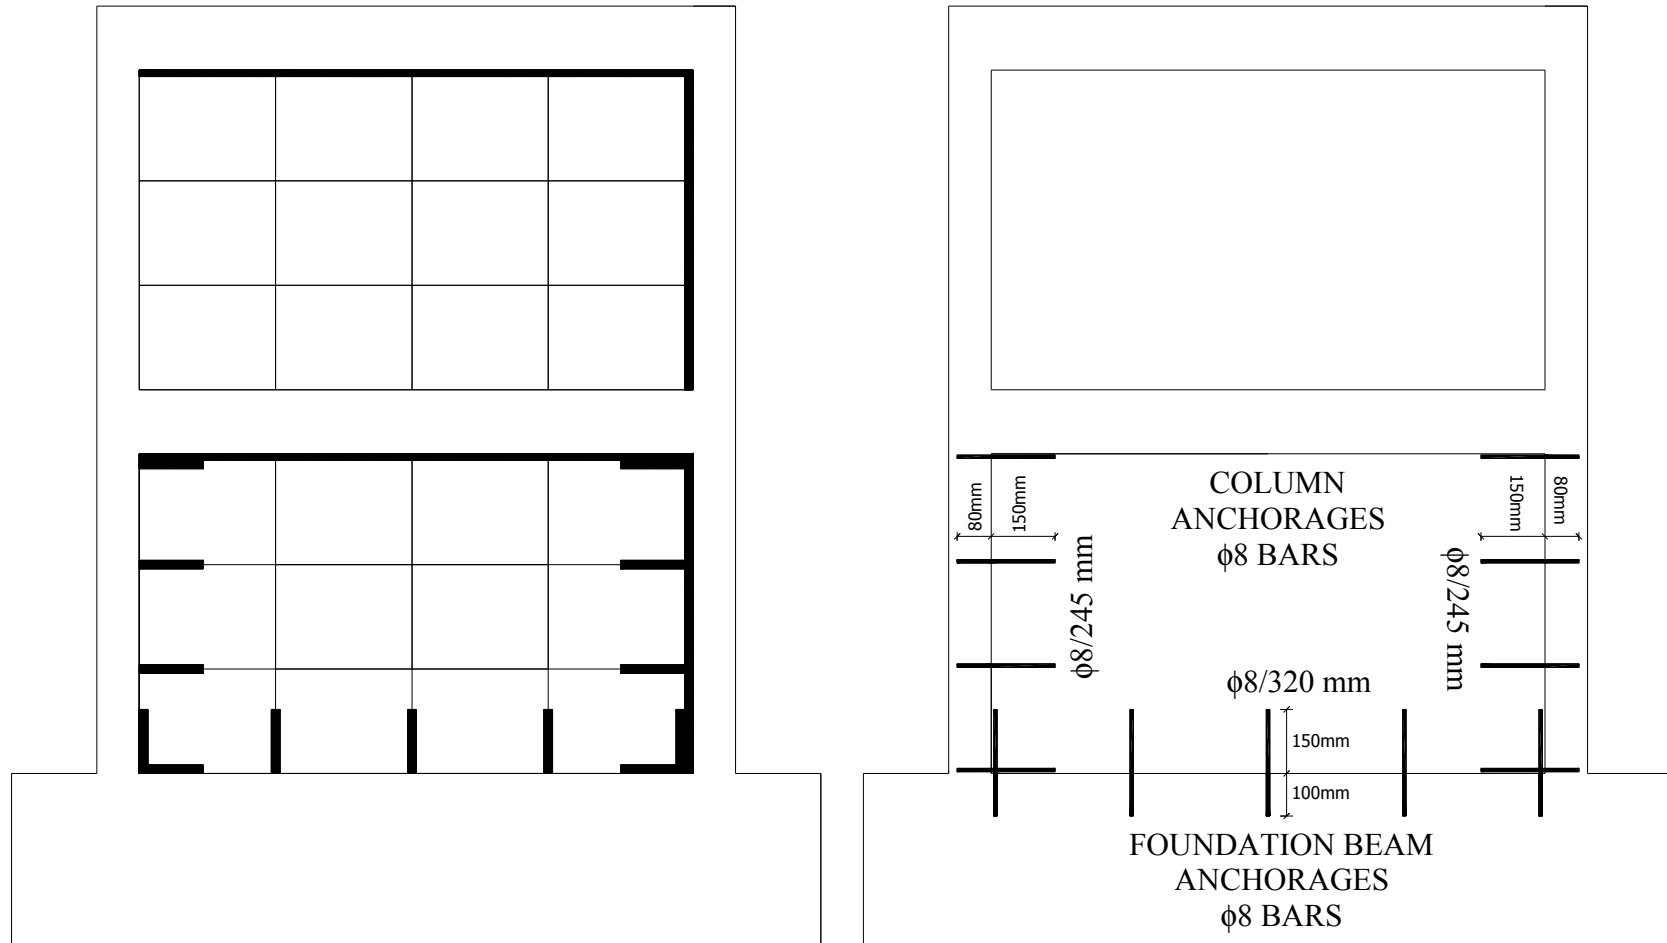 COLUMN
ANCHORAGES
ϕ8 BARS
80mm
150mm
150mm
80mm
ϕ8/245 mm
ϕ8/245 mm
ϕ8/320 mm
150mm
100mm
FOUNDATION BEAM
ANCHORAGES
ϕ8 BARS